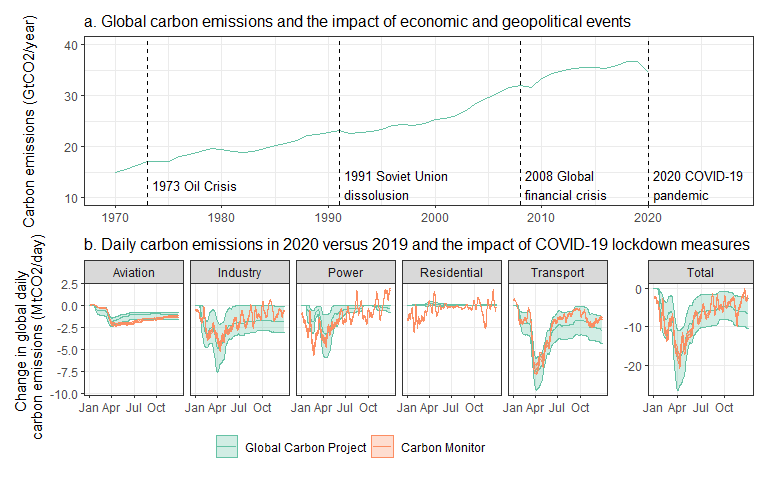 a. Global carbon emissions and the impact of economic and geopolitical events
Carbon emissions (GtCO2/year)
40
30
20
10
1973 Oil Crisis
1991 Soviet Union
dissolusion
2008 Global
financial crisis
2020 COVID-19
pandemic
1970 1980 1990 2000 2010 2020
b. Daily carbon emissions in 2020 versus 2019 and the impact of COVID-19 lockdown measures
Change in global daily
carbon emissions (MtCO2/day)
Aviation Industry Power Residential Transport Total
2.5
0.0
-2.5
-5.0
-7.5
-10.0
0
-10
-20
Jan Apr Jul Oct Jan Apr Jul Oct Jan Apr Jul Oct Jan Apr Jul Oct Jan Apr Jul Oct Jan Apr Jul Oct
Global Carbon Project Carbon Monitor